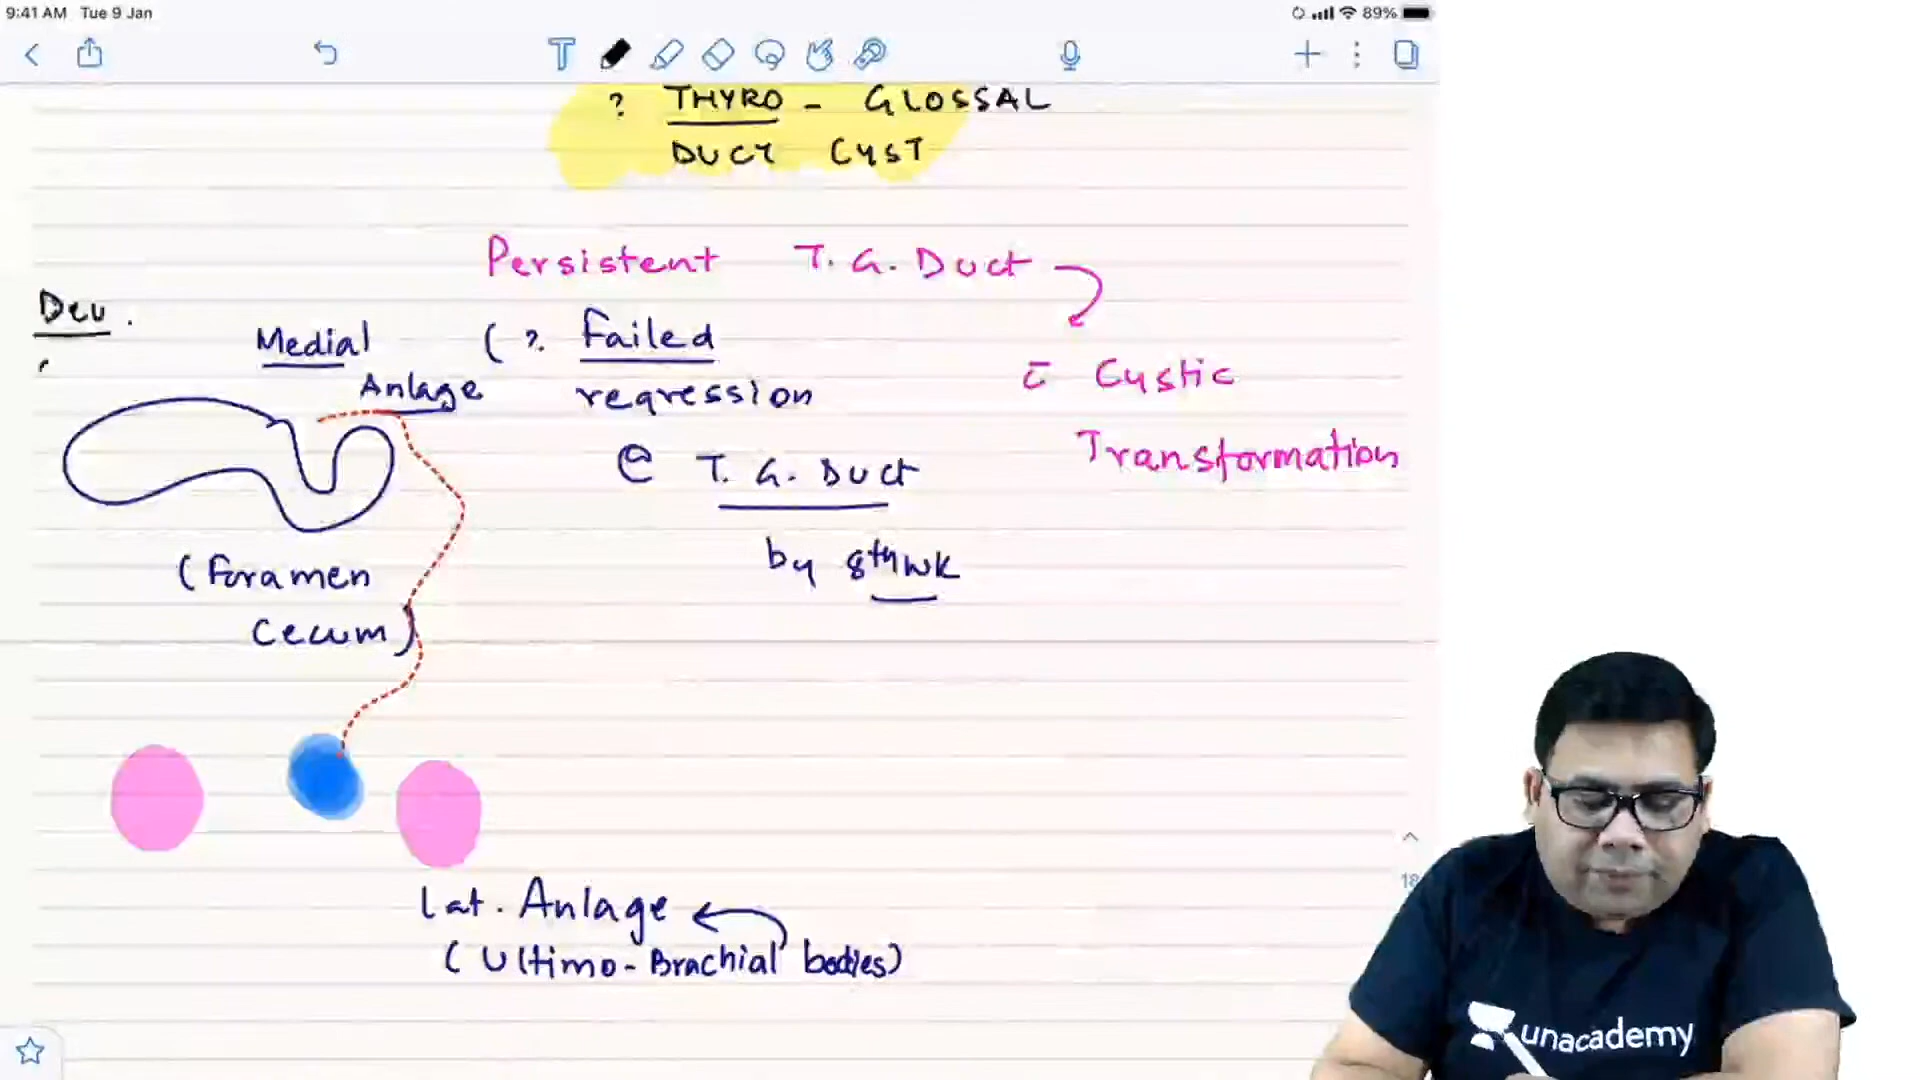 9:41 AM Tue 9 Jan
89%
? THYRO - GLOSSAL
DUCT CYST
Persistent T. G. Duct
Dev.
Medial
Anlage
( ?. Failed
regression
@ T. G. Duct
by 8th wk
c̄ Cystic
Transformation
(Foramen
Cecum)
Lat. Anlage
(Ultimo-Brachial bodies)
18
unacademy